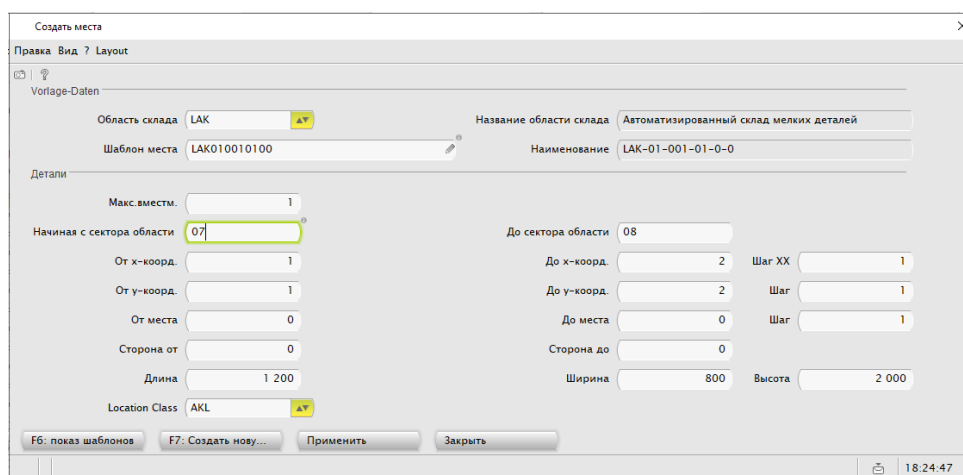 Создать места
Правка Вид ? Layout
Vorlage-Daten
Область склада LAK Название области склада Автоматизированный склад мелких деталей
Шаблон места LAK010010100 Наименование LAK-01-001-01-0-0
Детали
Макс.вместм. 1
Начиная с сектора области 07 До сектора области 08
От x-коорд. 1 До x-коорд. 2 Шаг XX 1
От y-коорд. 1 До y-коорд. 2 Шаг 1
От места 0 До места 0 Шаг 1
Сторона от 0 Сторона до 0
Длина 1 200 Ширина 800 Высота 2 000
Location Class AKL
F6: показ шаблонов F7: Создать нову... Применить Закрыть
18:24:47